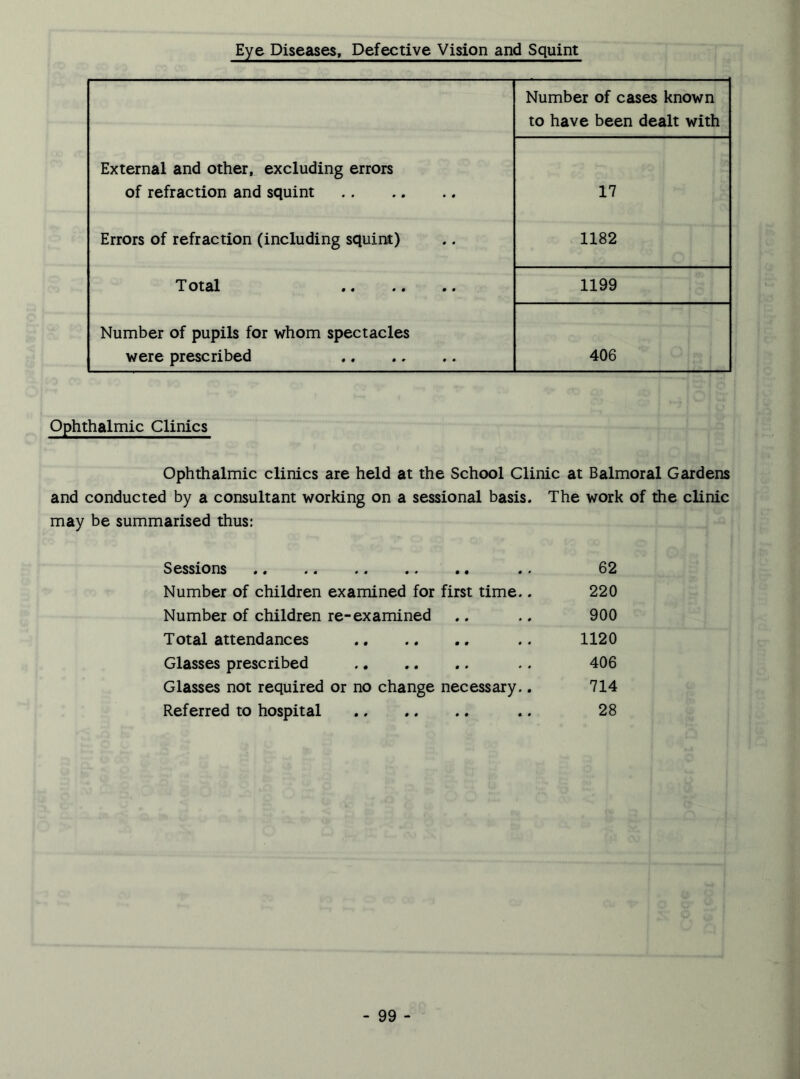 Eye Diseases, Defective Vision and Squint
Number of cases known
to have been dealt with
External and other, excluding errors
of refraction and squint .. .. .. 17
Errors of refraction (including squint) .. 1182
Total .. .. .. 1199
Number of pupils for whom spectacles
were prescribed .. .. .. 406
Ophthalmic Clinics
Ophthalmic clinics are held at the School Clinic at Balmoral Gardens
and conducted by a consultant working on a sessional basis. The work of the clinic
may be summarised thus:
Sessions .. .. .. .. .. .. 62
Number of children examined for first time.. 220
Number of children re-examined .. .. 900
Total attendances .. .. .. .. 1120
Glasses prescribed .. .. .. .. 406
Glasses not required or no change necessary.. 714
Referred to hospital .. .. .. .. 28
- 99 -